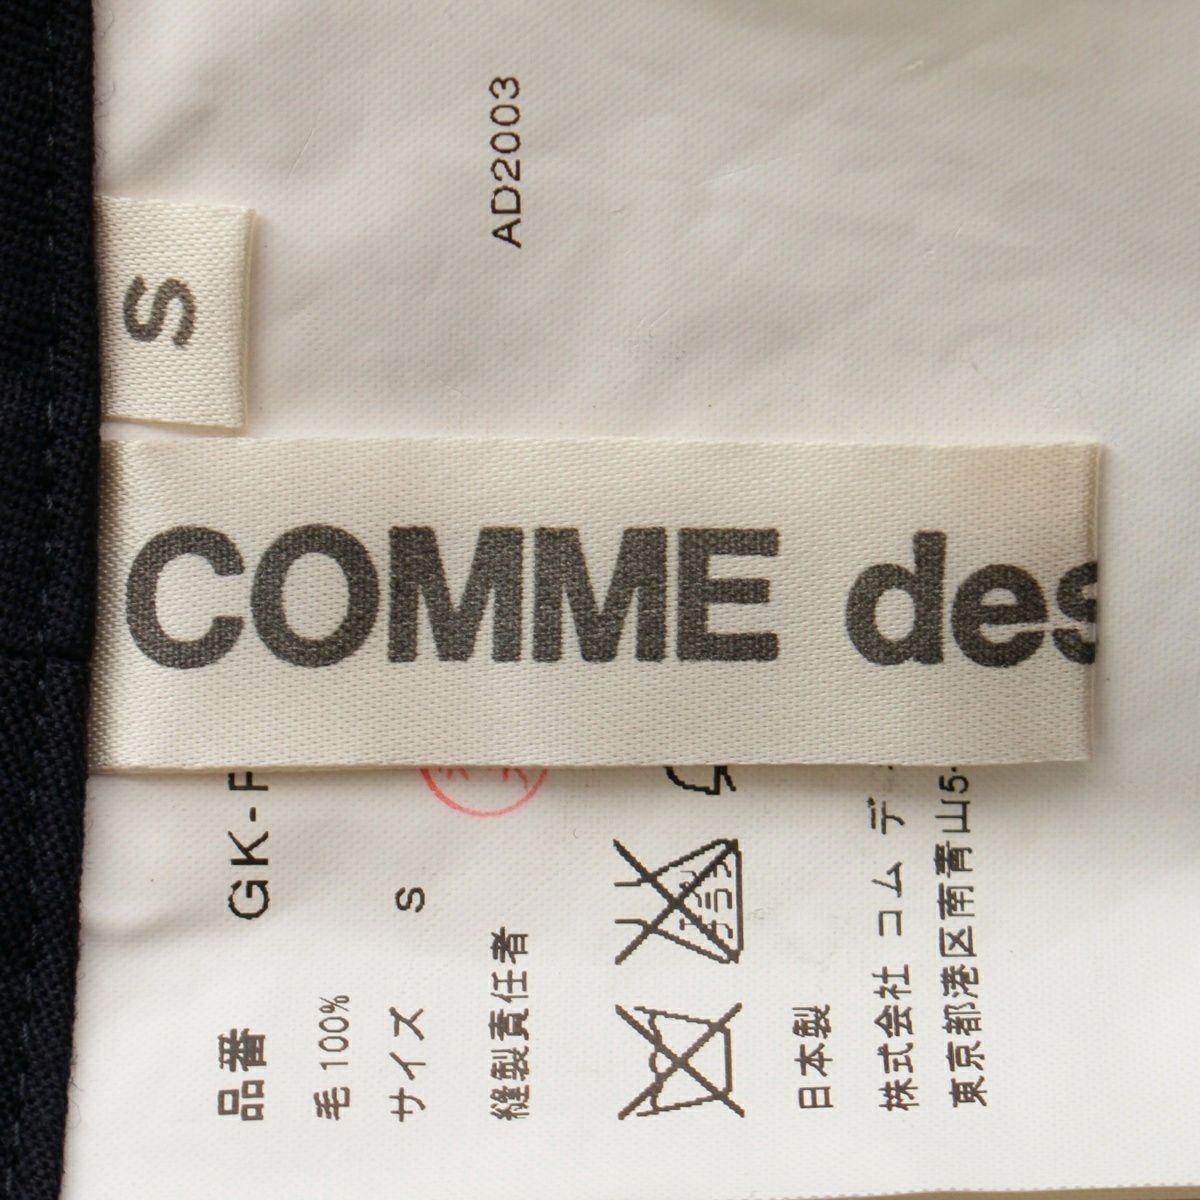 S
COMME des
品番 GK-P
毛 100%
サイズ S
縫製責任者
日本製
株式会社 コム デ
東京都港区南青山5-
AD2003